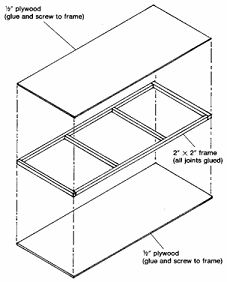 ½" plywood
(glue and screw to frame)
2" × 2" frame
(all joints glued)
½" plywood
(glue and screw to frame)